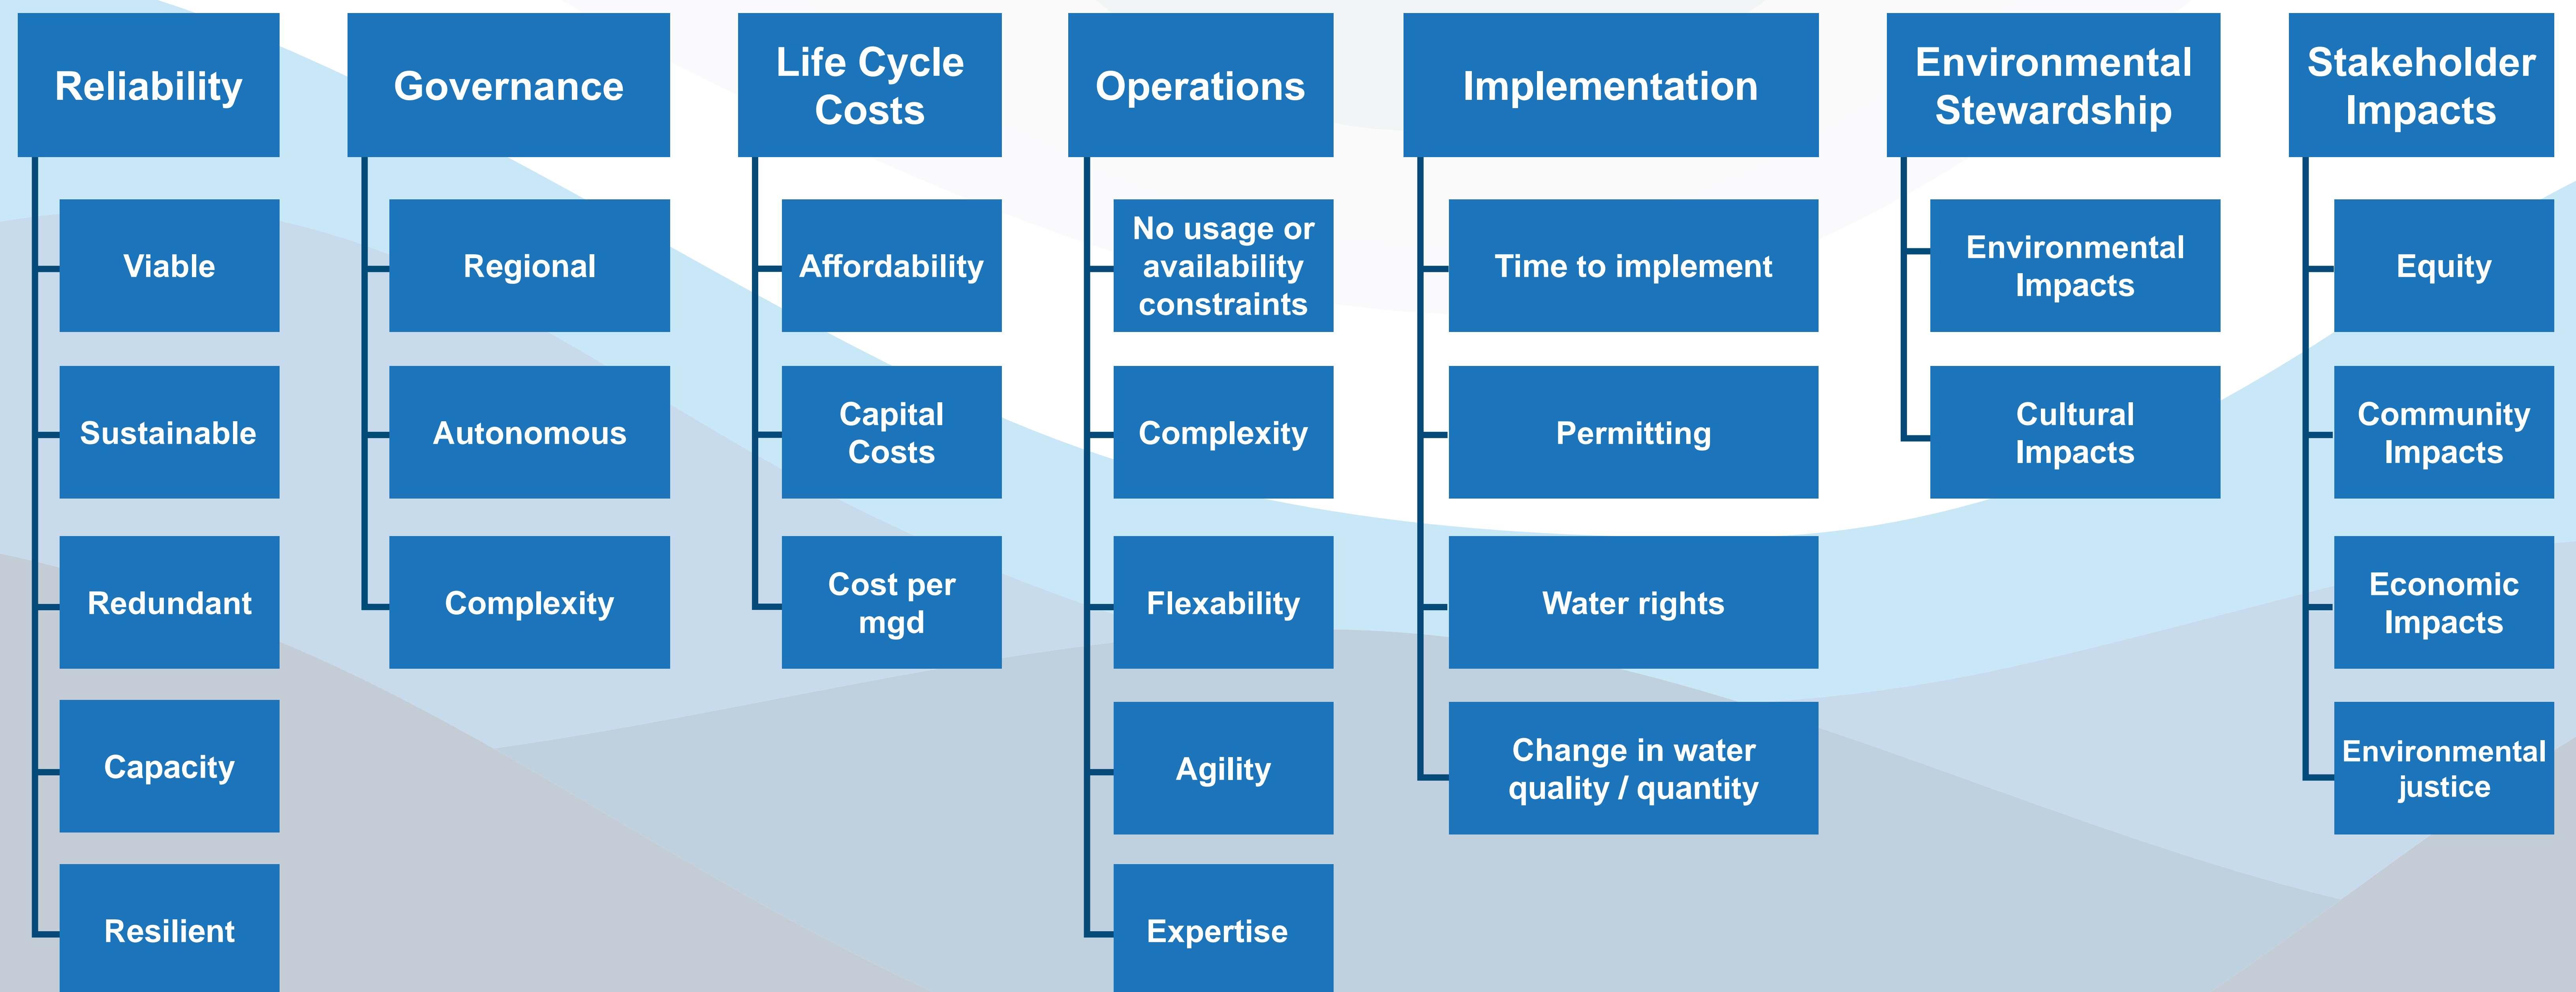 Reliability
Viable
Sustainable
Redundant
Capacity
Resilient
Governance
Regional
Autonomous
Complexity
Life Cycle
Costs
Affordability
Capital
Costs
Cost per
mgd
Operations
No usage or
availability
constraints
Complexity
Flexability
Agility
Expertise
Implementation
Time to implement
Permitting
Water rights
Change in water
quality / quantity
Environmental
Stewardship
Environmental
Impacts
Cultural
Impacts
Stakeholder
Impacts
Equity
Community
Impacts
Economic
Impacts
Environmental
justice